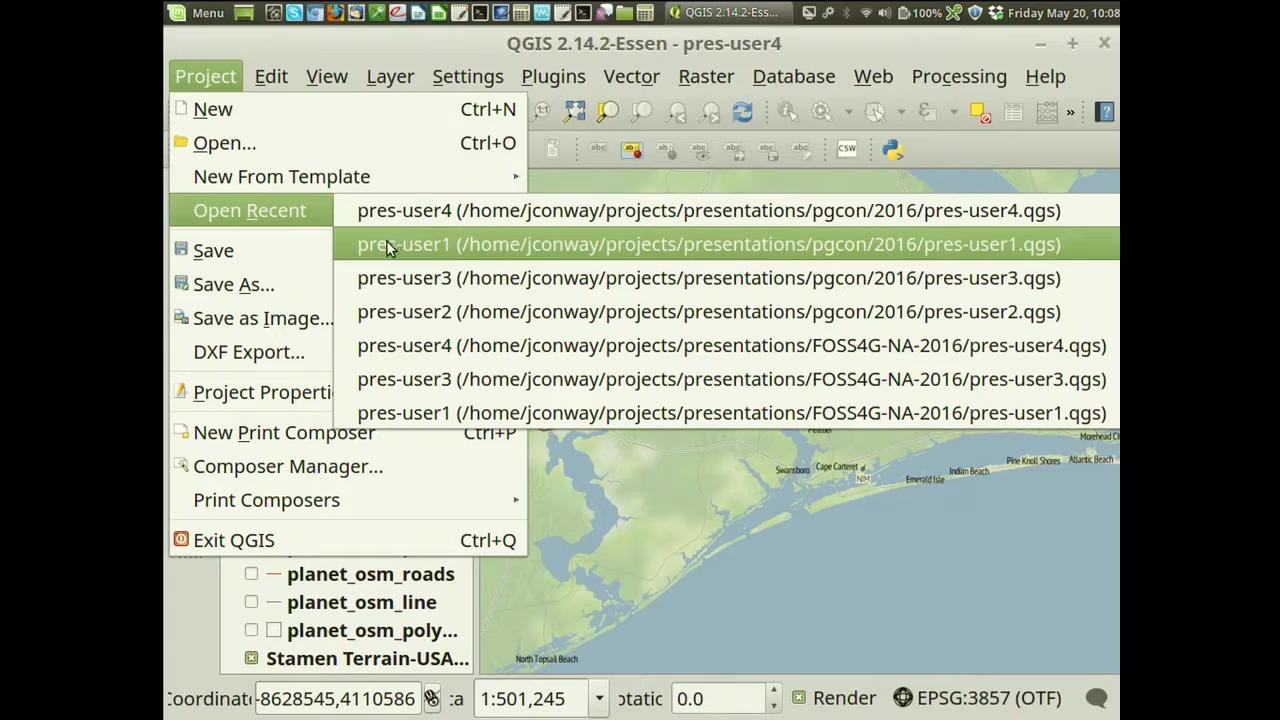 Menu
QGIS 2.14.2-Ess...
100%
Friday May 20, 10:08
QGIS 2.14.2-Essen - pres-user4
Project Edit View Layer Settings Plugins Vector Raster Database Web Processing Help
New Ctrl+N
Open... Ctrl+O
New From Template
Open Recent
Save
Save As...
Save as Image...
DXF Export...
Project Properti
New Print Composer Ctrl+P
Composer Manager...
Print Composers
Exit QGIS Ctrl+Q
1:1
»
abc
abc
CSW
pres-user4 (/home/jconway/projects/presentations/pgcon/2016/pres-user4.qgs)
pres-user1 (/home/jconway/projects/presentations/pgcon/2016/pres-user1.qgs)
pres-user3 (/home/jconway/projects/presentations/pgcon/2016/pres-user3.qgs)
pres-user2 (/home/jconway/projects/presentations/pgcon/2016/pres-user2.qgs)
pres-user4 (/home/jconway/projects/presentations/FOSS4G-NA-2016/pres-user4.qgs)
pres-user3 (/home/jconway/projects/presentations/FOSS4G-NA-2016/pres-user3.qgs)
pres-user1 (/home/jconway/projects/presentations/FOSS4G-NA-2016/pres-user1.qgs)
Morehead Ci
Atlantic Beach
Pine Knoll Shores
Indian Beach
Emerald Isle
Cape Carteret
Swansboro
NJM
North Topsail Beach
planet_osm_roads
planet_osm_line
planet_osm_poly...
Stamen Terrain-USA...
Coordinat -8628545,4110586 ca 1:501,245 otatic 0.0 Render EPSG:3857 (OTF)